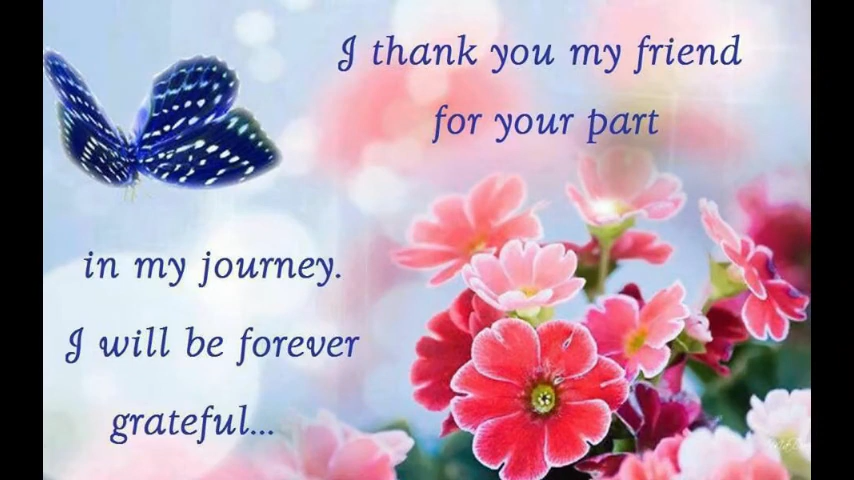 I thank you my friend
for your part
in my journey.
I will be forever
grateful...